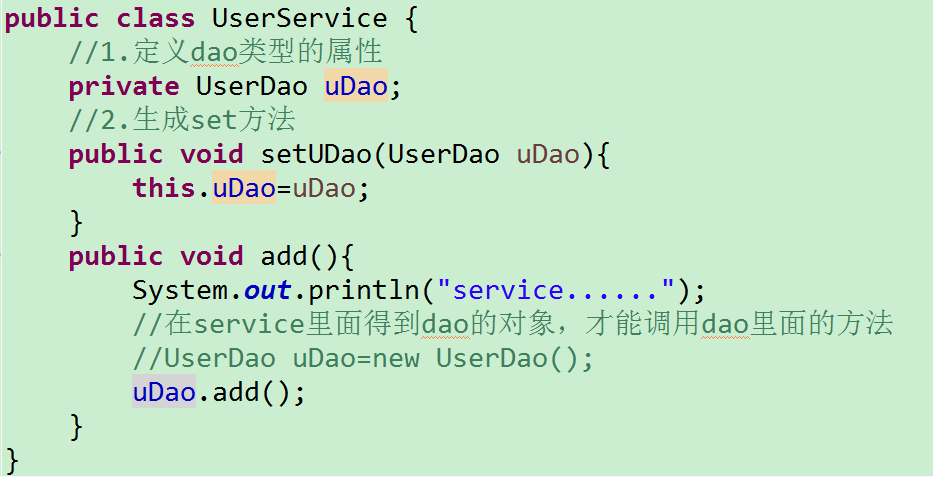 public class UserService {
    //1.定义dao类型的属性
    private UserDao uDao;
    //2.生成set方法
    public void setUDao(UserDao uDao){
        this.uDao=uDao;
    }
    public void add(){
        System.out.println("service......");
        //在service里面得到dao的对象，才能调用dao里面的方法
        //UserDao uDao=new UserDao();
        uDao.add();
    }
}